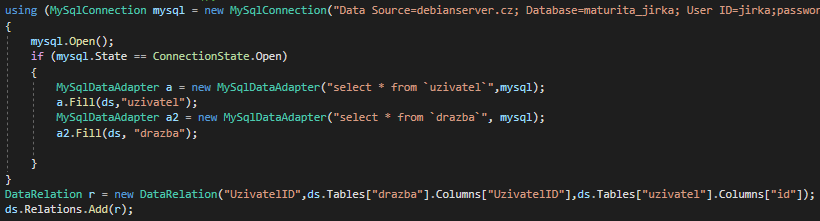 using (MySqlConnection mysql = new MySqlConnection("Data Source=debianserver.cz; Database=maturita_jirka; User ID=jirka;passwor
{
mysql.Open();
if (mysql.State == ConnectionState.Open)
{
MySqlDataAdapter a = new MySqlDataAdapter("select * from `uzivatel`",mysql);
a.Fill(ds,"uzivatel");
MySqlDataAdapter a2 = new MySqlDataAdapter("select * from `drazba`", mysql);
a2.Fill(ds, "drazba");
}
}
DataRelation r = new DataRelation("UzivatelID",ds.Tables["drazba"].Columns["UzivatelID"],ds.Tables["uzivatel"].Columns["id"]);
ds.Relations.Add(r);